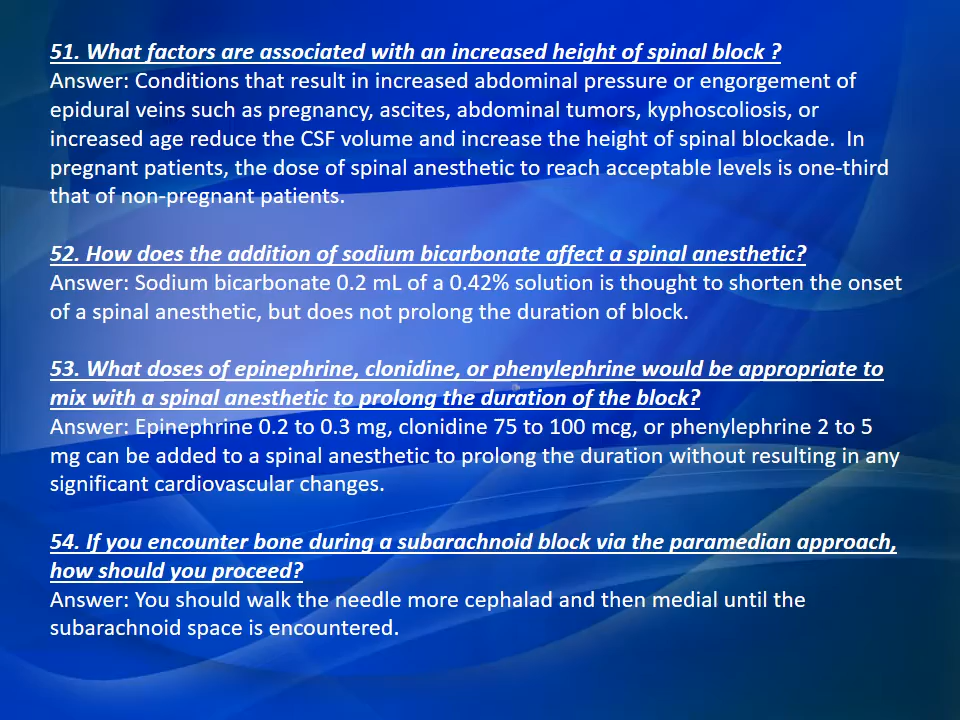 51. What factors are associated with an increased height of spinal block ?
Answer: Conditions that result in increased abdominal pressure or engorgement of
epidural veins such as pregnancy, ascites, abdominal tumors, kyphoscoliosis, or
increased age reduce the CSF volume and increase the height of spinal blockade.  In
pregnant patients, the dose of spinal anesthetic to reach acceptable levels is one-third
that of non-pregnant patients.
52. How does the addition of sodium bicarbonate affect a spinal anesthetic?
Answer: Sodium bicarbonate 0.2 mL of a 0.42% solution is thought to shorten the onset
of a spinal anesthetic, but does not prolong the duration of block.
53. What doses of epinephrine, clonidine, or phenylephrine would be appropriate to
mix with a spinal anesthetic to prolong the duration of the block?
Answer: Epinephrine 0.2 to 0.3 mg, clonidine 75 to 100 mcg, or phenylephrine 2 to 5
mg can be added to a spinal anesthetic to prolong the duration without resulting in any
significant cardiovascular changes.
54. If you encounter bone during a subarachnoid block via the paramedian approach,
how should you proceed?
Answer: You should walk the needle more cephalad and then medial until the
subarachnoid space is encountered.